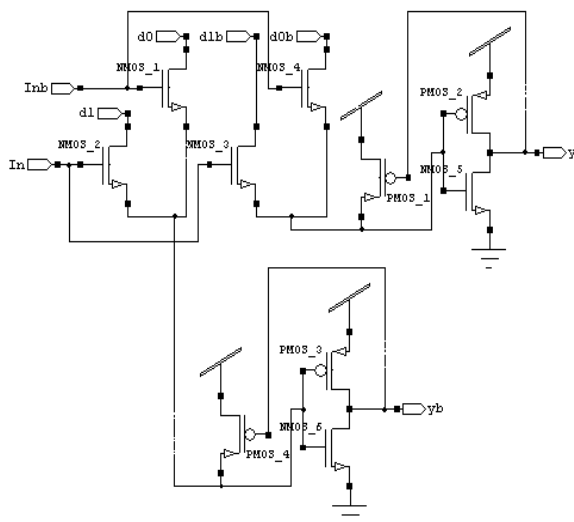 d0 d1b d0b
NMOS_1 NMOS_4
Inb PMOS_2
d1
NMOS_2 NMOS_3 y
In NMOS_5
PMOS_1
PMOS_3
yb
NMOS_6
PMOS_4